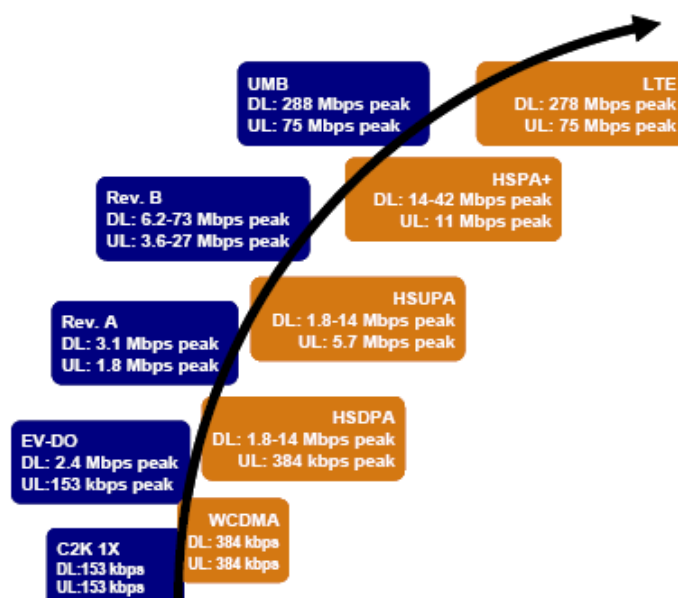 UMB
DL: 288 Mbps peak
UL: 75 Mbps peak
LTE
DL: 278 Mbps peak
UL: 75 Mbps peak
HSPA+
DL: 14-42 Mbps peak
UL: 11 Mbps peak
Rev. B
DL: 6.2-73 Mbps peak
UL: 3.6-27 Mbps peak
HSUPA
DL: 1.8-14 Mbps peak
UL: 5.7 Mbps peak
Rev. A
DL: 3.1 Mbps peak
UL: 1.8 Mbps peak
HSDPA
DL: 1.8-14 Mbps peak
UL: 384 kbps peak
EV-DO
DL: 2.4 Mbps peak
UL:153 kbps peak
WCDMA
DL: 384 kbps
UL: 384 kbps
C2K 1X
DL:153 kbps
UL:153 kbps